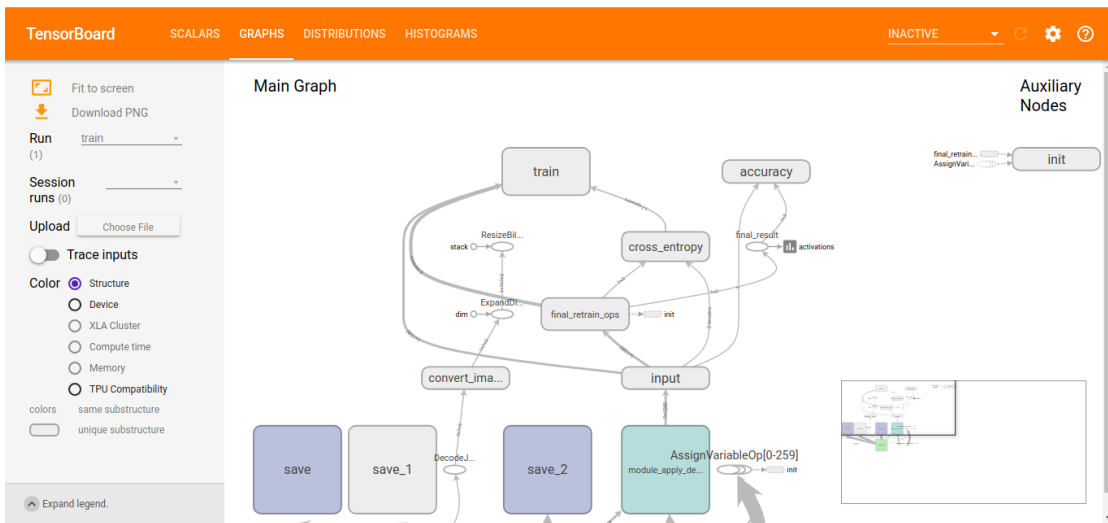 TensorBoard SCALARS GRAPHS DISTRIBUTIONS HISTOGRAMS INACTIVE
Fit to screen
Download PNG
Run train
(1)
Session
runs (0)
Upload Choose File
Trace inputs
Color Structure
Device
XLA Cluster
Compute time
Memory
TPU Compatibility
colors same substructure
unique substructure
Expand legend.
Main Graph
Auxiliary
Nodes
final_retrain...
AssignVari...
init
train
accuracy
ResizeBil...
stack
cross_entropy
final_result
activations
ExpandDi...
dim
final_retrain_ops
init
convert_ima...
input
save
save_1
DecodeJ...
save_2
module_apply_de...
AssignVariableOp[0-259]
init